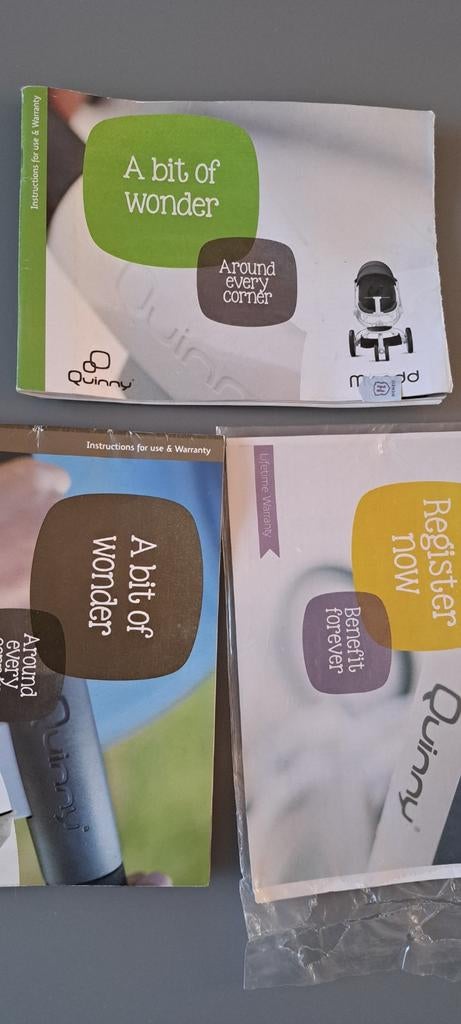 Instructions for use & Warranty
A bit of
wonder
Around
every
corner
Quinny
Quinny
Instructions for use & Warranty
A bit of
wonder
Around
every
Quinny
Lifetime Warranty
Register
now
Benefit
forever
Quinny